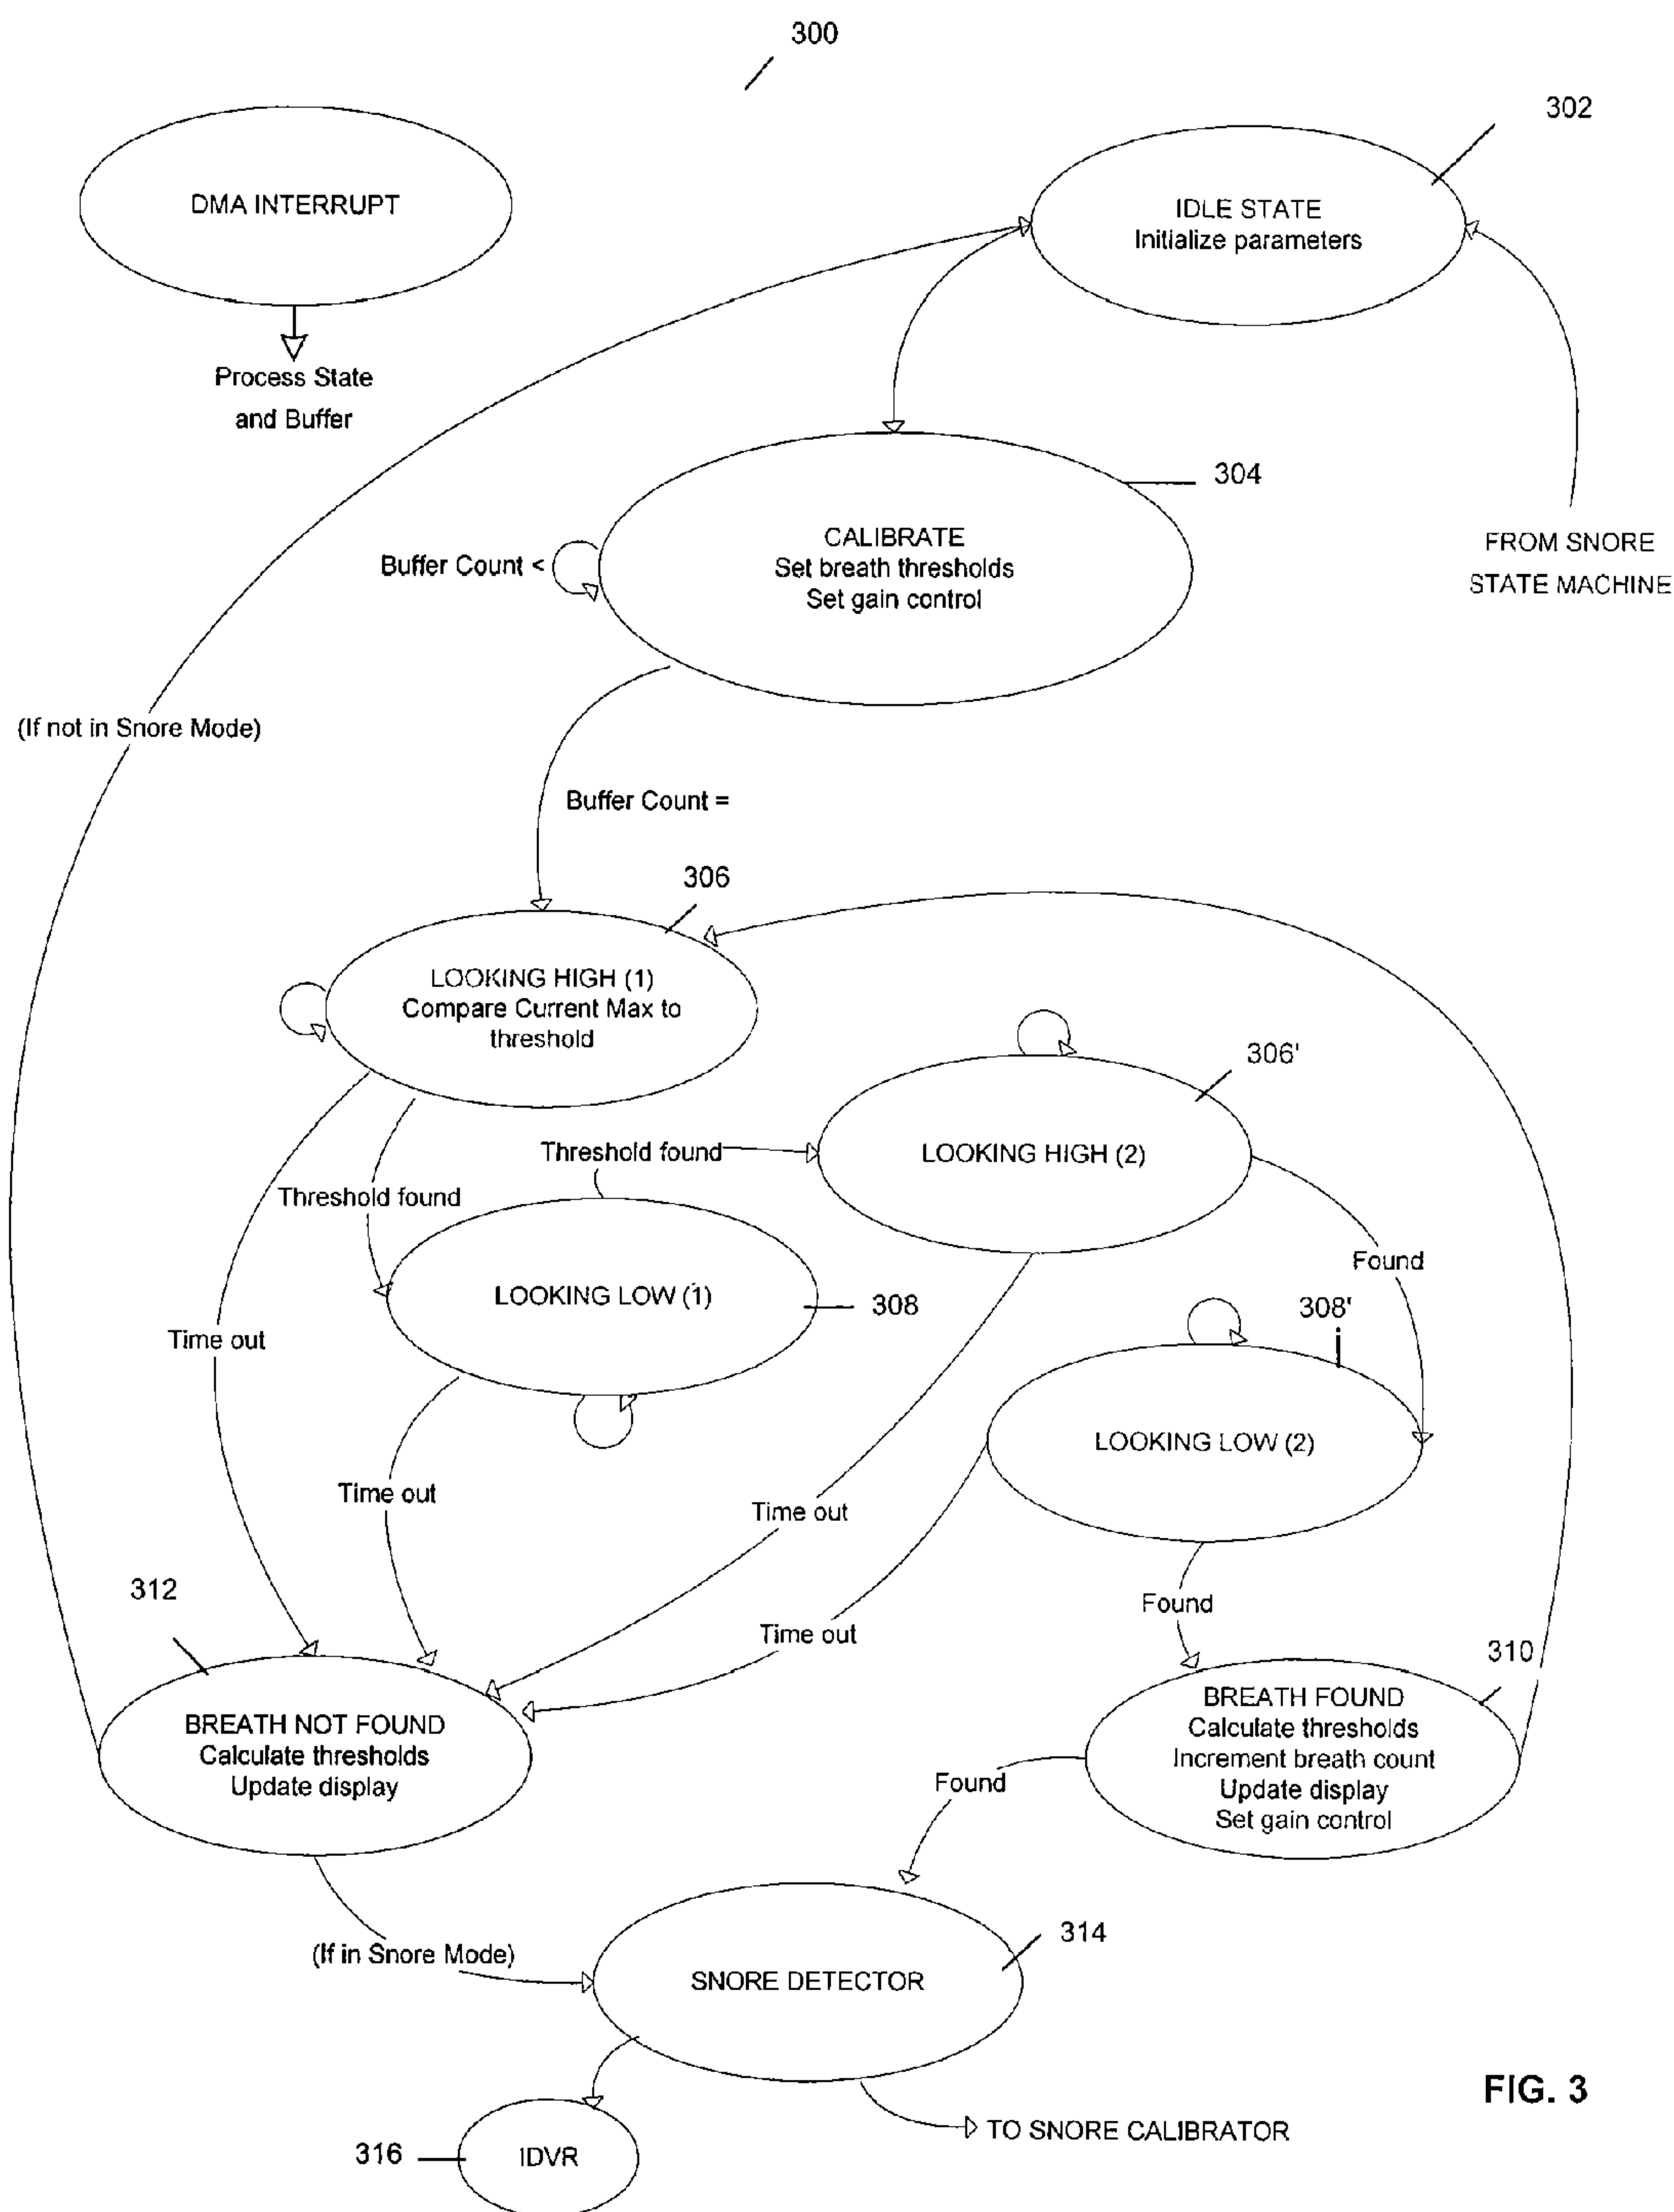 300
302
DMA INTERRUPT
IDLE STATE
Initialize parameters
Process State
and Buffer
304
CALIBRATE
Set breath thresholds
Set gain control
Buffer Count <
FROM SNORE
STATE MACHINE
(If not in Snore Mode)
Buffer Count =
306
LOOKING HIGH (1)
Compare Current Max to
threshold
306'
Threshold found
LOOKING HIGH (2)
Threshold found
Found
LOOKING LOW (1)
308
308'
Time out
LOOKING LOW (2)
Time out
Time out
312
Found
Time out
310
BREATH NOT FOUND
Calculate thresholds
Update display
BREATH FOUND
Calculate thresholds
Increment breath count
Update display
Set gain control
Found
314
(If in Snore Mode)
SNORE DETECTOR
FIG. 3
TO SNORE CALIBRATOR
316
IDVR